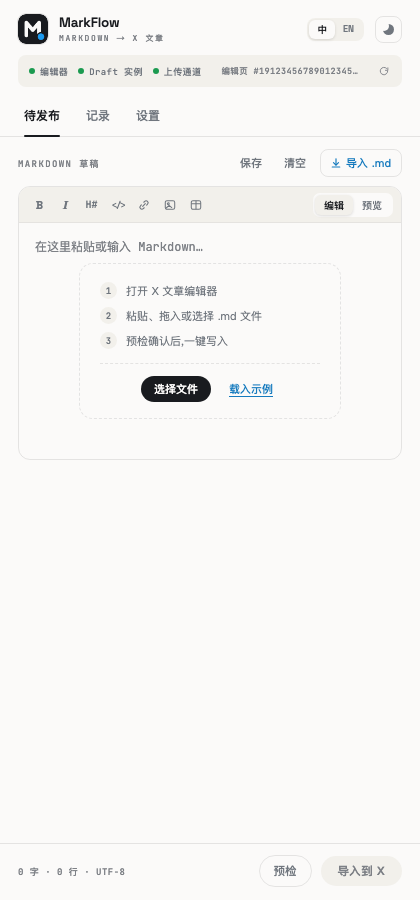 MarkFlow
MARKDOWN → X 文章
中 EN
编辑器 Draft 实例 上传通道 编辑页 #19123456789012345…
待发布 记录 设置
MARKDOWN 草稿 保存 清空 导入 .md
B I H# </> 编辑 预览
在这里粘贴或输入 Markdown…
1 打开 X 文章编辑器
2 粘贴、拖入或选择 .md 文件
3 预检确认后,一键写入
选择文件 载入示例
0 字 · 0 行 · UTF-8 预检 导入到 X